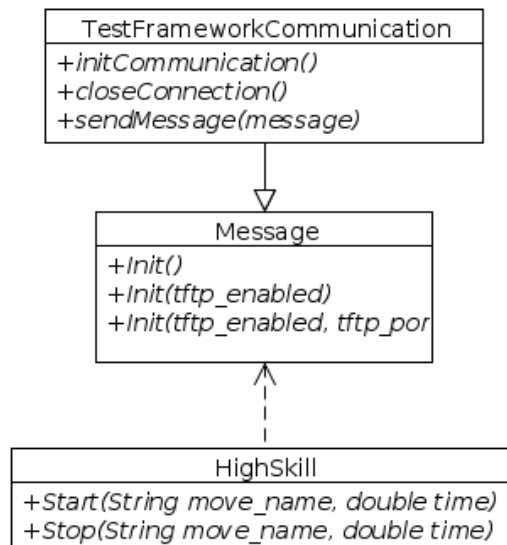 TestFrameworkCommunication
+initCommunication()
+closeConnection()
+sendMessage(message)
Message
+Init()
+Init(tftp_enabled)
+Init(tftp_enabled, tftp_por
HighSkill
+Start(String move_name, double time)
+Stop(String move_name, double time)